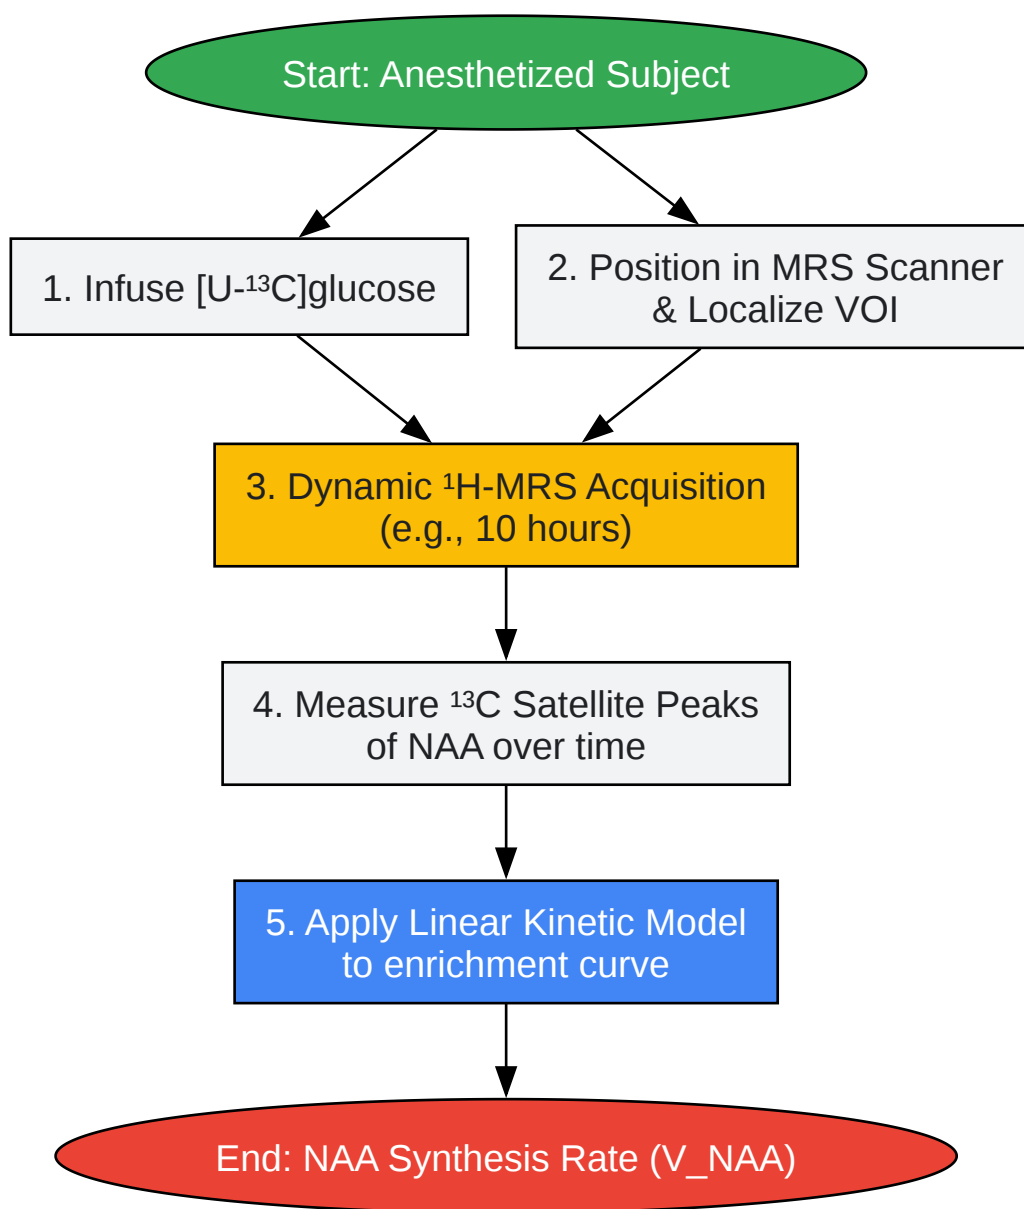 Start: Anesthetized Subject
1. Infuse [U-¹³C]glucose
2. Position in MRS Scanner
& Localize VOI
3. Dynamic ¹H-MRS Acquisition
(e.g., 10 hours)
4. Measure ¹³C Satellite Peaks
of NAA over time
5. Apply Linear Kinetic Model
to enrichment curve
End: NAA Synthesis Rate (V_NAA)